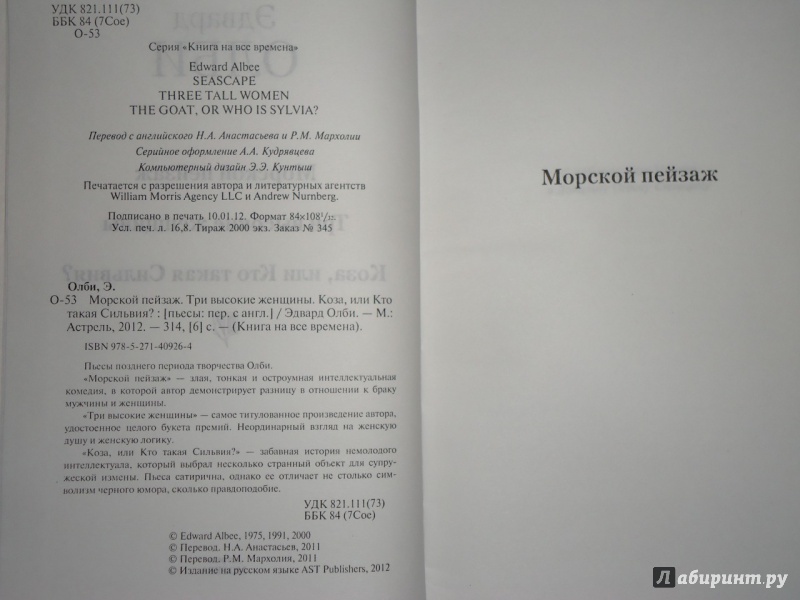 УДК 821.111(73)
ББК 84 (7Сое)
О-53
Серия «Книга на все времена»
Edward Albee
SEASCAPE
THREE TALL WOMEN
THE GOAT, OR WHO IS SYLVIA?
Перевод с английского Н.А. Анастасьева и Р.М. Мархолии
Серийное оформление А.А. Кудрявцева
Компьютерный дизайн Э.Э. Кунтыш
Печатается с разрешения автора и литературных агентств
William Morris Agency LLC и Andrew Nurnberg.
Подписано в печать 10.01.12. Формат 84×108 1/32.
Усл. печ. л. 16,8. Тираж 2000 экз. Заказ № 345
Олби, Э.
О-53 Морской пейзаж. Три высокие женщины. Коза, или Кто
такая Сильвия? : [пьесы: пер. с англ.] / Эдвард Олби. — М.:
Астрель, 2012. — 314, [6] с. — (Книга на все времена).
ISBN 978-5-271-40926-4
Пьесы позднего периода творчества Олби.
«Морской пейзаж» — злая, тонкая и остроумная интеллектуальная
комедия, в которой автор демонстрирует разницу в отношении к браку
мужчины и женщины.
«Три высокие женщины» — самое титулованное произведение автора,
удостоенное целого букета премий. Неординарный взгляд на женскую
душу и женскую логику.
«Коза, или Кто такая Сильвия?» — забавная история немолодого
интеллектуала, который выбрал несколько странный объект для супру-
жеской измены. Пьеса сатирична, однако ее отличает не столько сим-
волизм черного юмора, сколько правдоподобие.
УДК 821.111(73)
ББК 84 (7Сое)
© Edward Albee, 1975, 1991, 2000
© Перевод. Н.А. Анастасьев, 2011
© Перевод. Р.М. Мархолия, 2011
© Издание на русском языке AST Publishers, 2012
Морской пейзаж
Лабиринт.ру